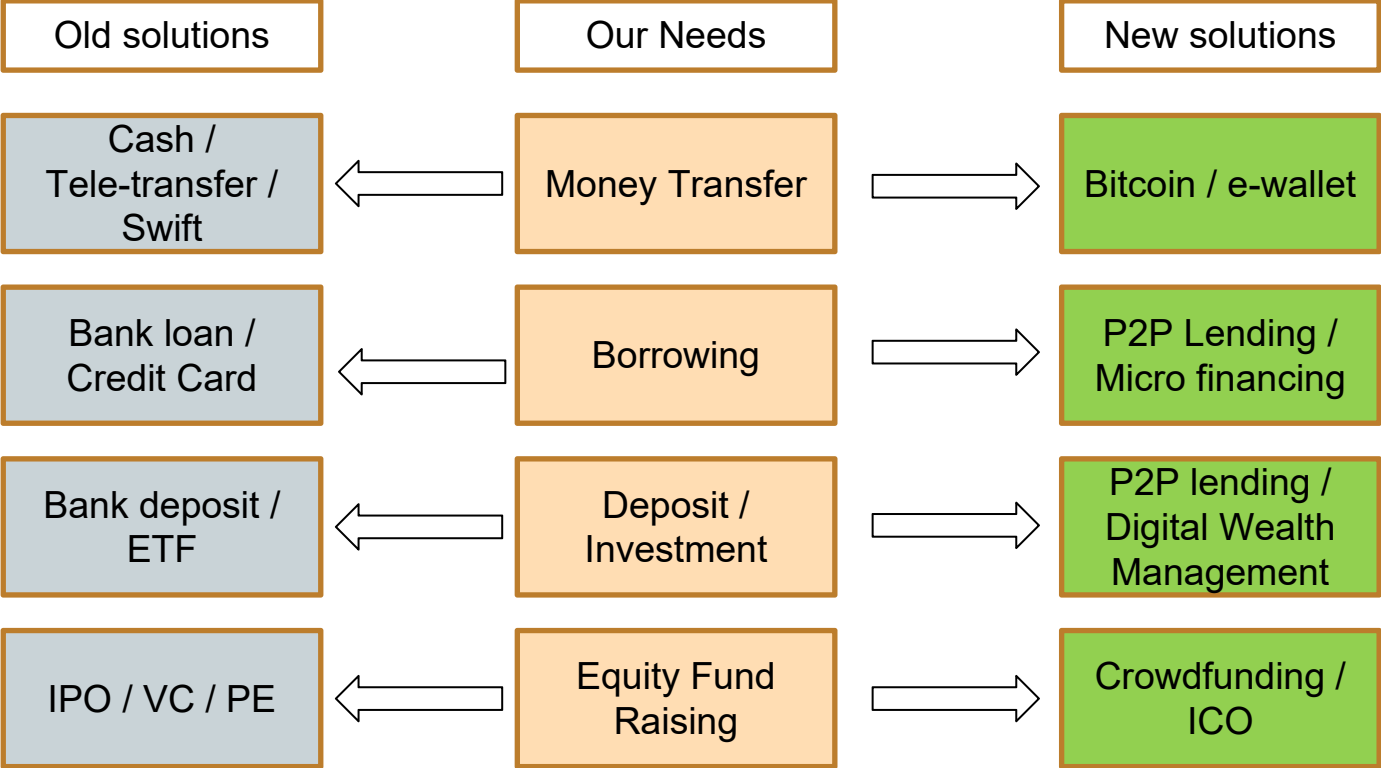 Old solutions
Our Needs
New solutions
Cash /
Tele-transfer /
Swift
Money Transfer
Bitcoin / e-wallet
Bank loan /
Credit Card
Borrowing
P2P Lending /
Micro financing
Bank deposit /
ETF
Deposit /
Investment
P2P lending /
Digital Wealth
Management
IPO / VC / PE
Equity Fund
Raising
Crowdfunding /
ICO